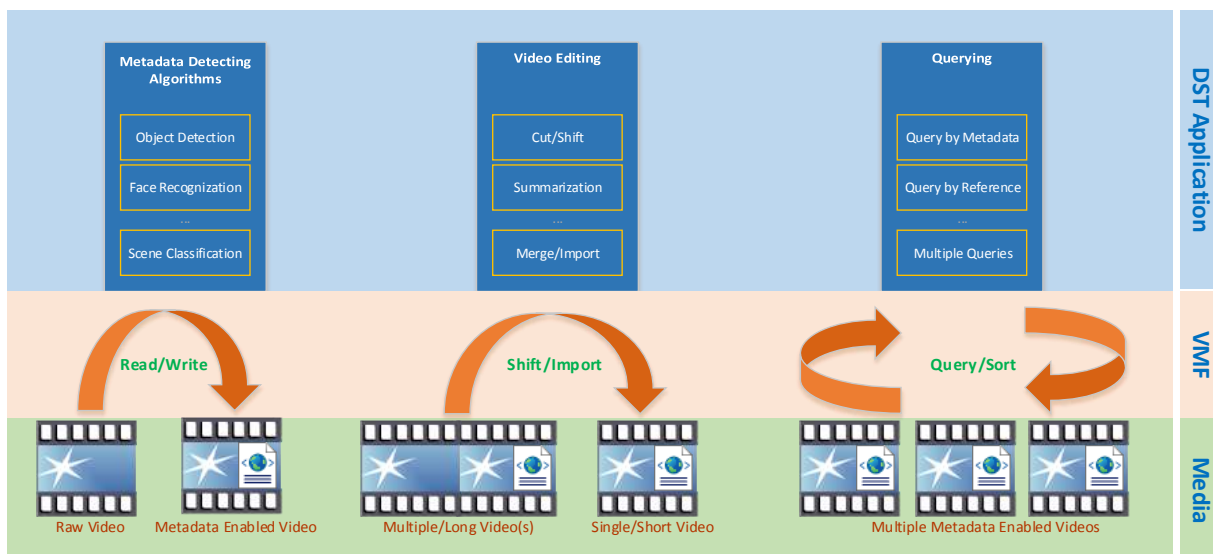 Metadata Detecting
Algorithms
Object Detection
Face Recognization
...
Scene Classification
Video Editing
Cut/Shift
Summarization
...
Merge/Import
Querying
Query by Metadata
Query by Reference
...
Multiple Queries
DST Application
Read/Write
Shift/Import
Query/Sort
VMF
Raw Video
Metadata Enabled Video
Multiple/Long Video(s)
Single/Short Video
Multiple Metadata Enabled Videos
Media